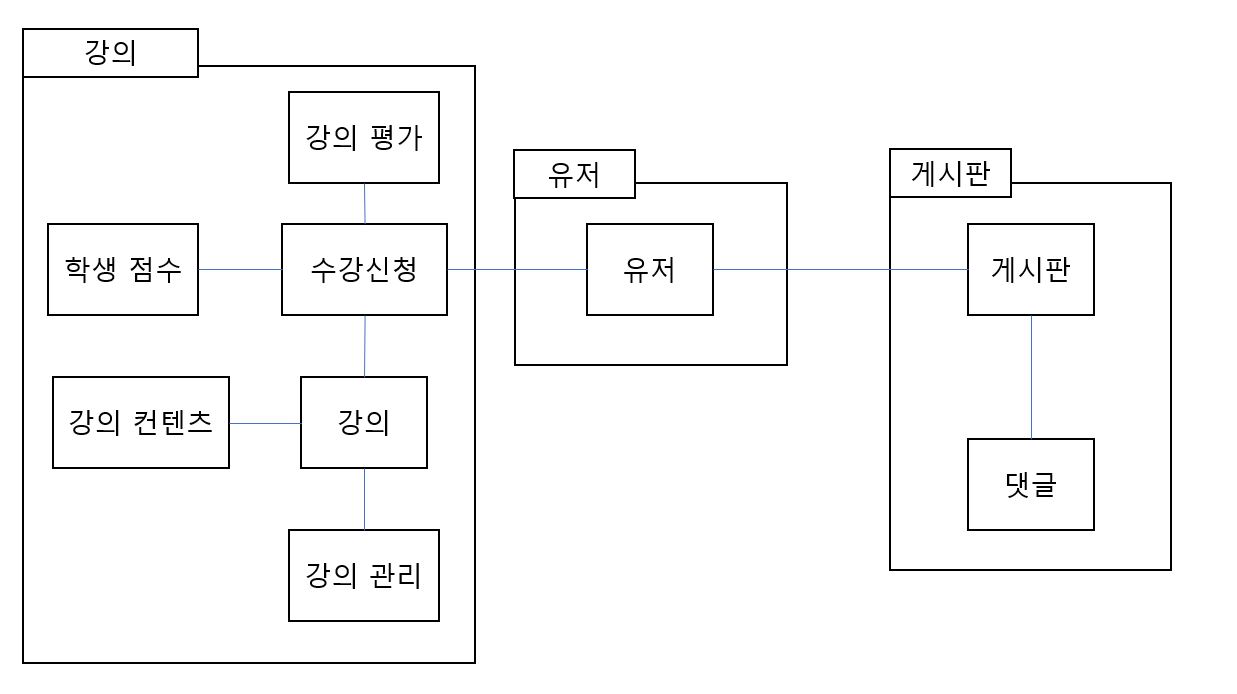 강의
강의 평가
학생 점수
수강신청
강의 컨텐츠
강의
강의 관리
유저
유저
게시판
게시판
댓글